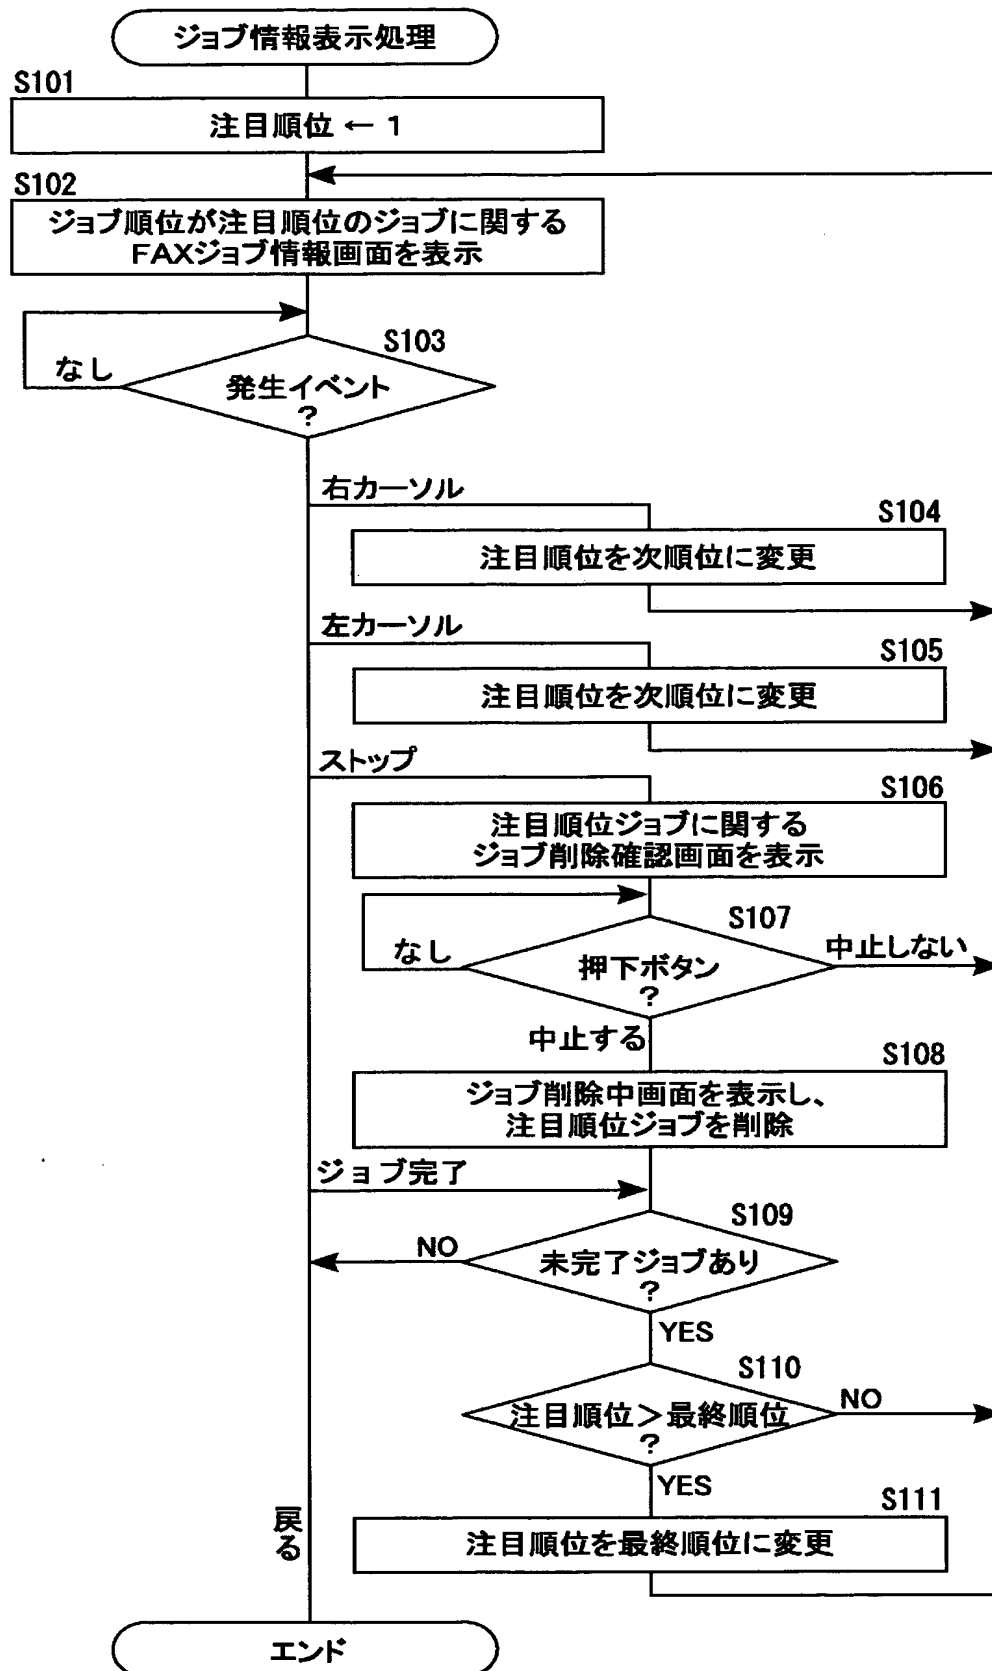 ジョブ情報表示処理
S101
注目順位 ← 1
S102
ジョブ順位が注目順位のジョブに関する
FAXジョブ情報画面を表示
S103
なし
発生イベント
?
右カーソル
S104
注目順位を次順位に変更
左カーソル
S105
注目順位を次順位に変更
ストップ
S106
注目順位ジョブに関する
ジョブ削除確認画面を表示
S107
なし
押下ボタン
?
中止しない
中止する
S108
ジョブ削除中画面を表示し、
注目順位ジョブを削除
ジョブ完了
S109
NO
未完了ジョブあり
?
YES
S110
注目順位>最終順位
?
NO
YES
S111
注目順位を最終順位に変更
戻る
エンド